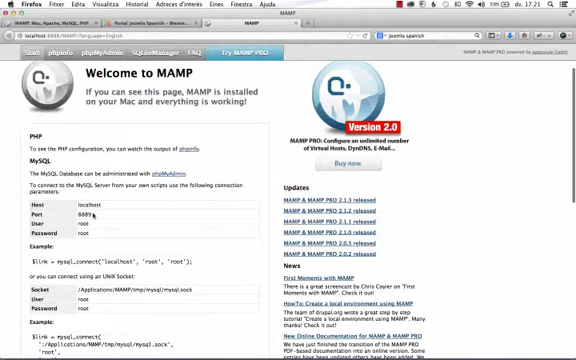 Firefox Fitxer Edita Visualitza Historial Adreces d'interès Eines Finestra Ajuda
59% dv. 17.21
MAMP
MAMP: Mac, Apache, MySQL, PHP
Portal Joomla Spanish – Bienve...
MAMP
localhost:8888/MAMP/?language=English
joomla spanish
Start phpInfo phpMyAdmin SQLiteManager FAQ Try MAMP PRO
MAMP & MAMP PRO powered by appsolute GmbH
Welcome to MAMP
If you can see this page, MAMP is installed
on your Mac and everything is working!
PHP
To see the PHP configuration, you can watch the output of phpinfo.
MySQL
The MySQL Database can be administrated with phpMyAdmin.
To connect to the MySQL Server from your own scripts use the following connection
parameters:
Host localhost
Port 8889
User root
Password root
Example:
$link = mysql_connect('localhost', 'root', 'root');
or you can connect using an UNIX Socket:
Socket :/Applications/MAMP/tmp/mysql/mysql.sock
User root
Password root
Example:
$link = mysql_connect(
':/Applications/MAMP/tmp/mysql/mysql.sock',
'root',
Version 2.0
MAMP PRO: Configure an unlimited number
of Virtual Hosts, DynDNS, E-Mail...
Buy now
Updates
MAMP & MAMP PRO 2.1.3 released
MAMP & MAMP PRO 2.1.2 released
MAMP & MAMP PRO 2.1.1 released
MAMP & MAMP PRO 2.1.0 released
MAMP & MAMP PRO 2.0.5 released
MAMP & MAMP PRO 2.0.2 released
News
First Moments with MAMP
There is a great screencast by Chris Coyier on "First
Moments with MAMP". Check it out!
HowTo: Create a local environment using MAMP
The team of drupal.org wrote a great step by step
tutorial "Create a local environment using MAMP".
New Online Documentation for MAMP & MAMP PRO
We have just finished the transition of the MAMP
PRO PDF-based documentation into an online version. Some